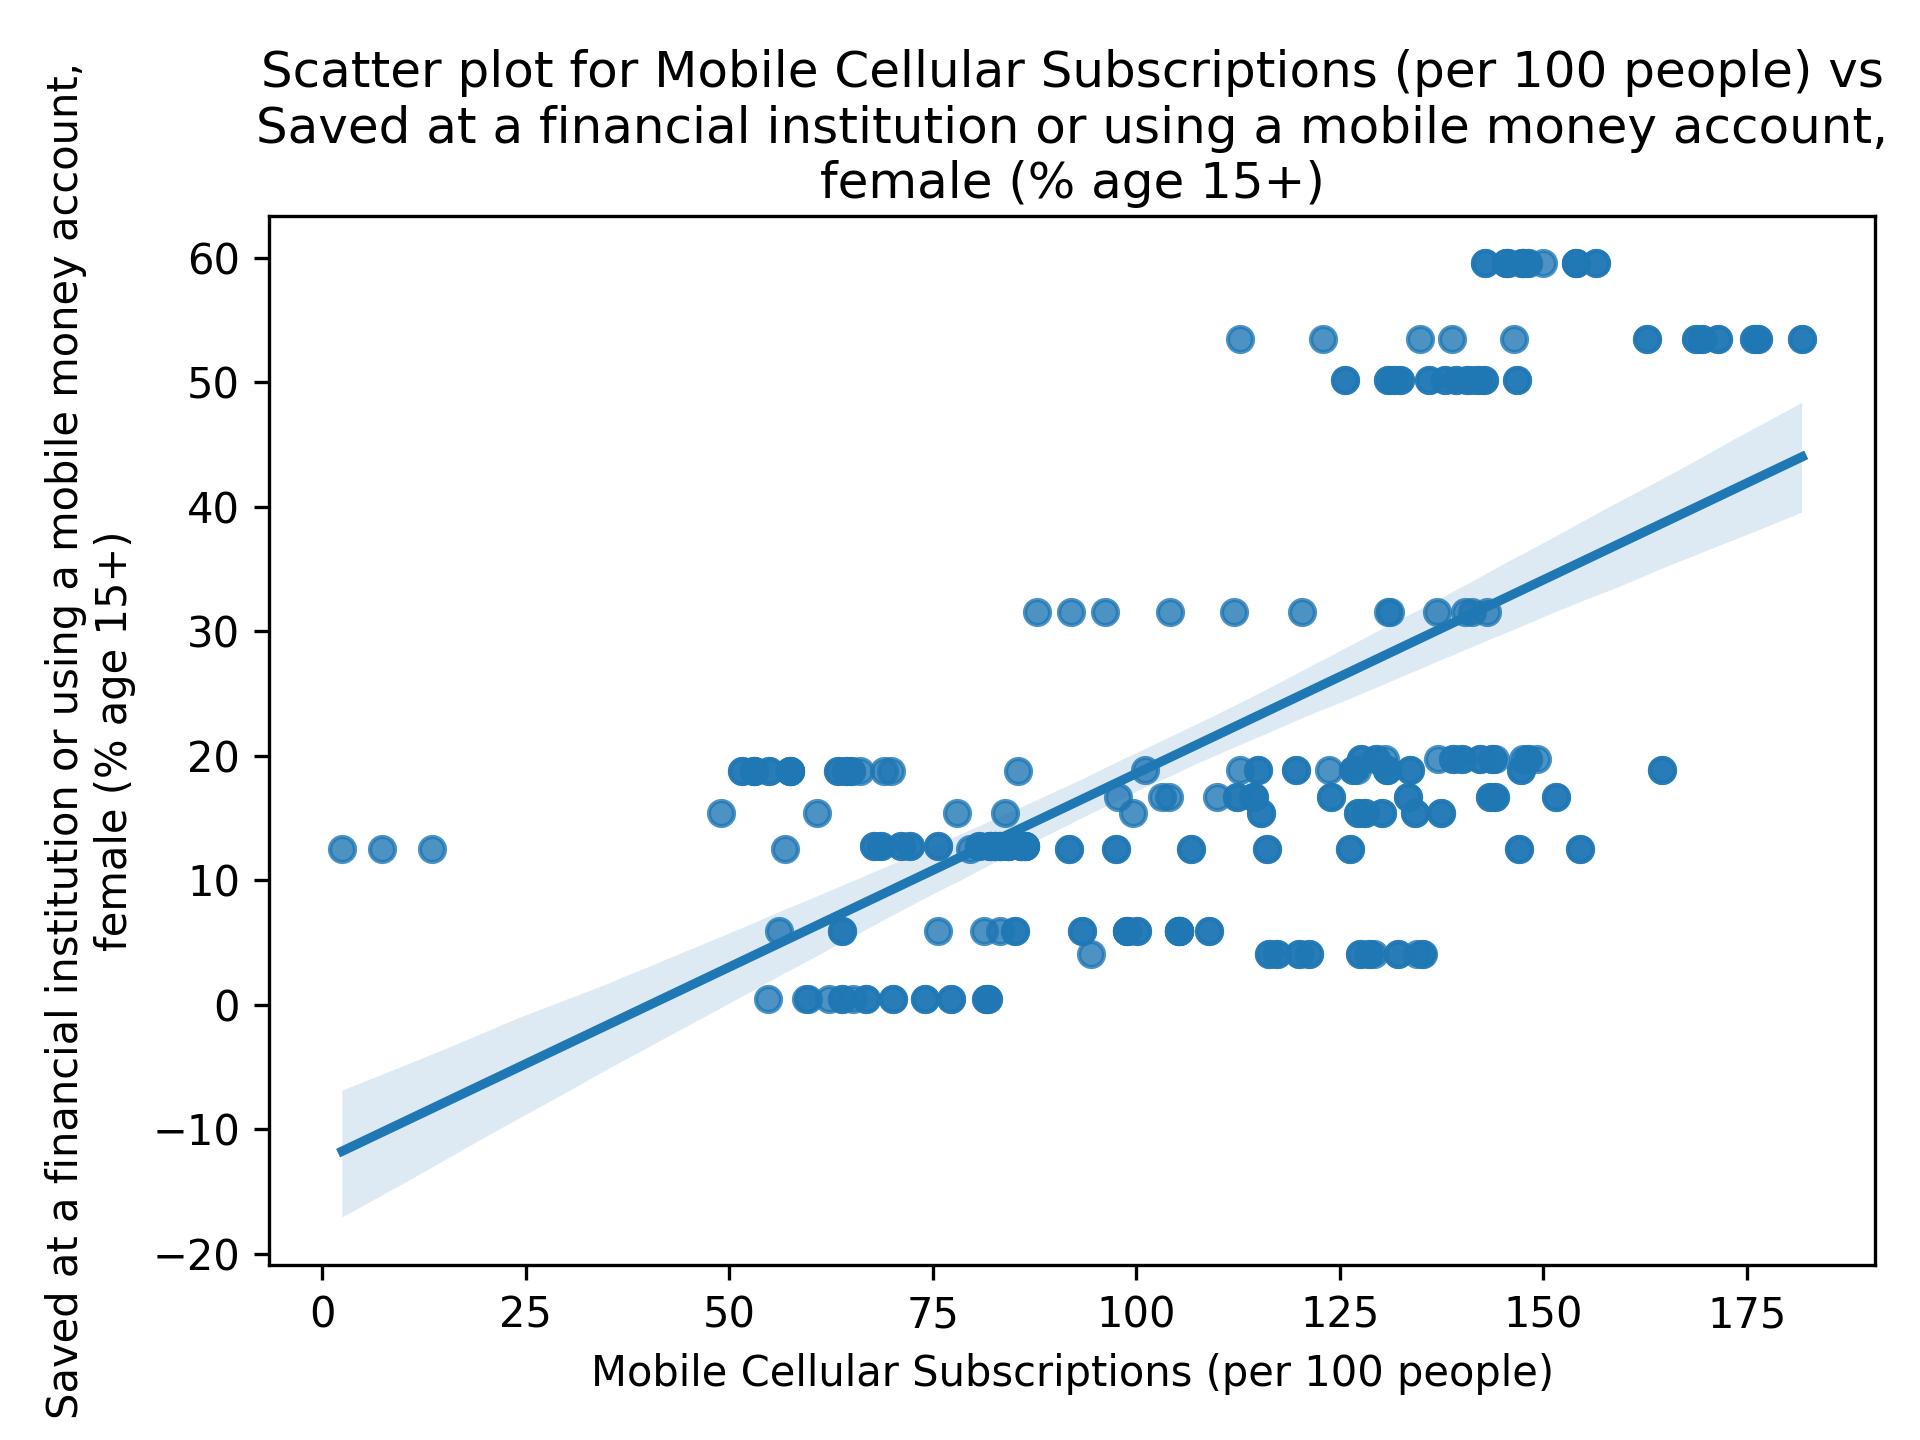 Scatter plot for Mobile Cellular Subscriptions (per 100 people) vs
Saved at a financial institution or using a mobile money account,
female (% age 15+)
Saved at a financial institution or using a mobile money account,
female (% age 15+)
60
50
40
30
20
10
0
−10
−20
0
25
50
75
100
125
150
175
Mobile Cellular Subscriptions (per 100 people)